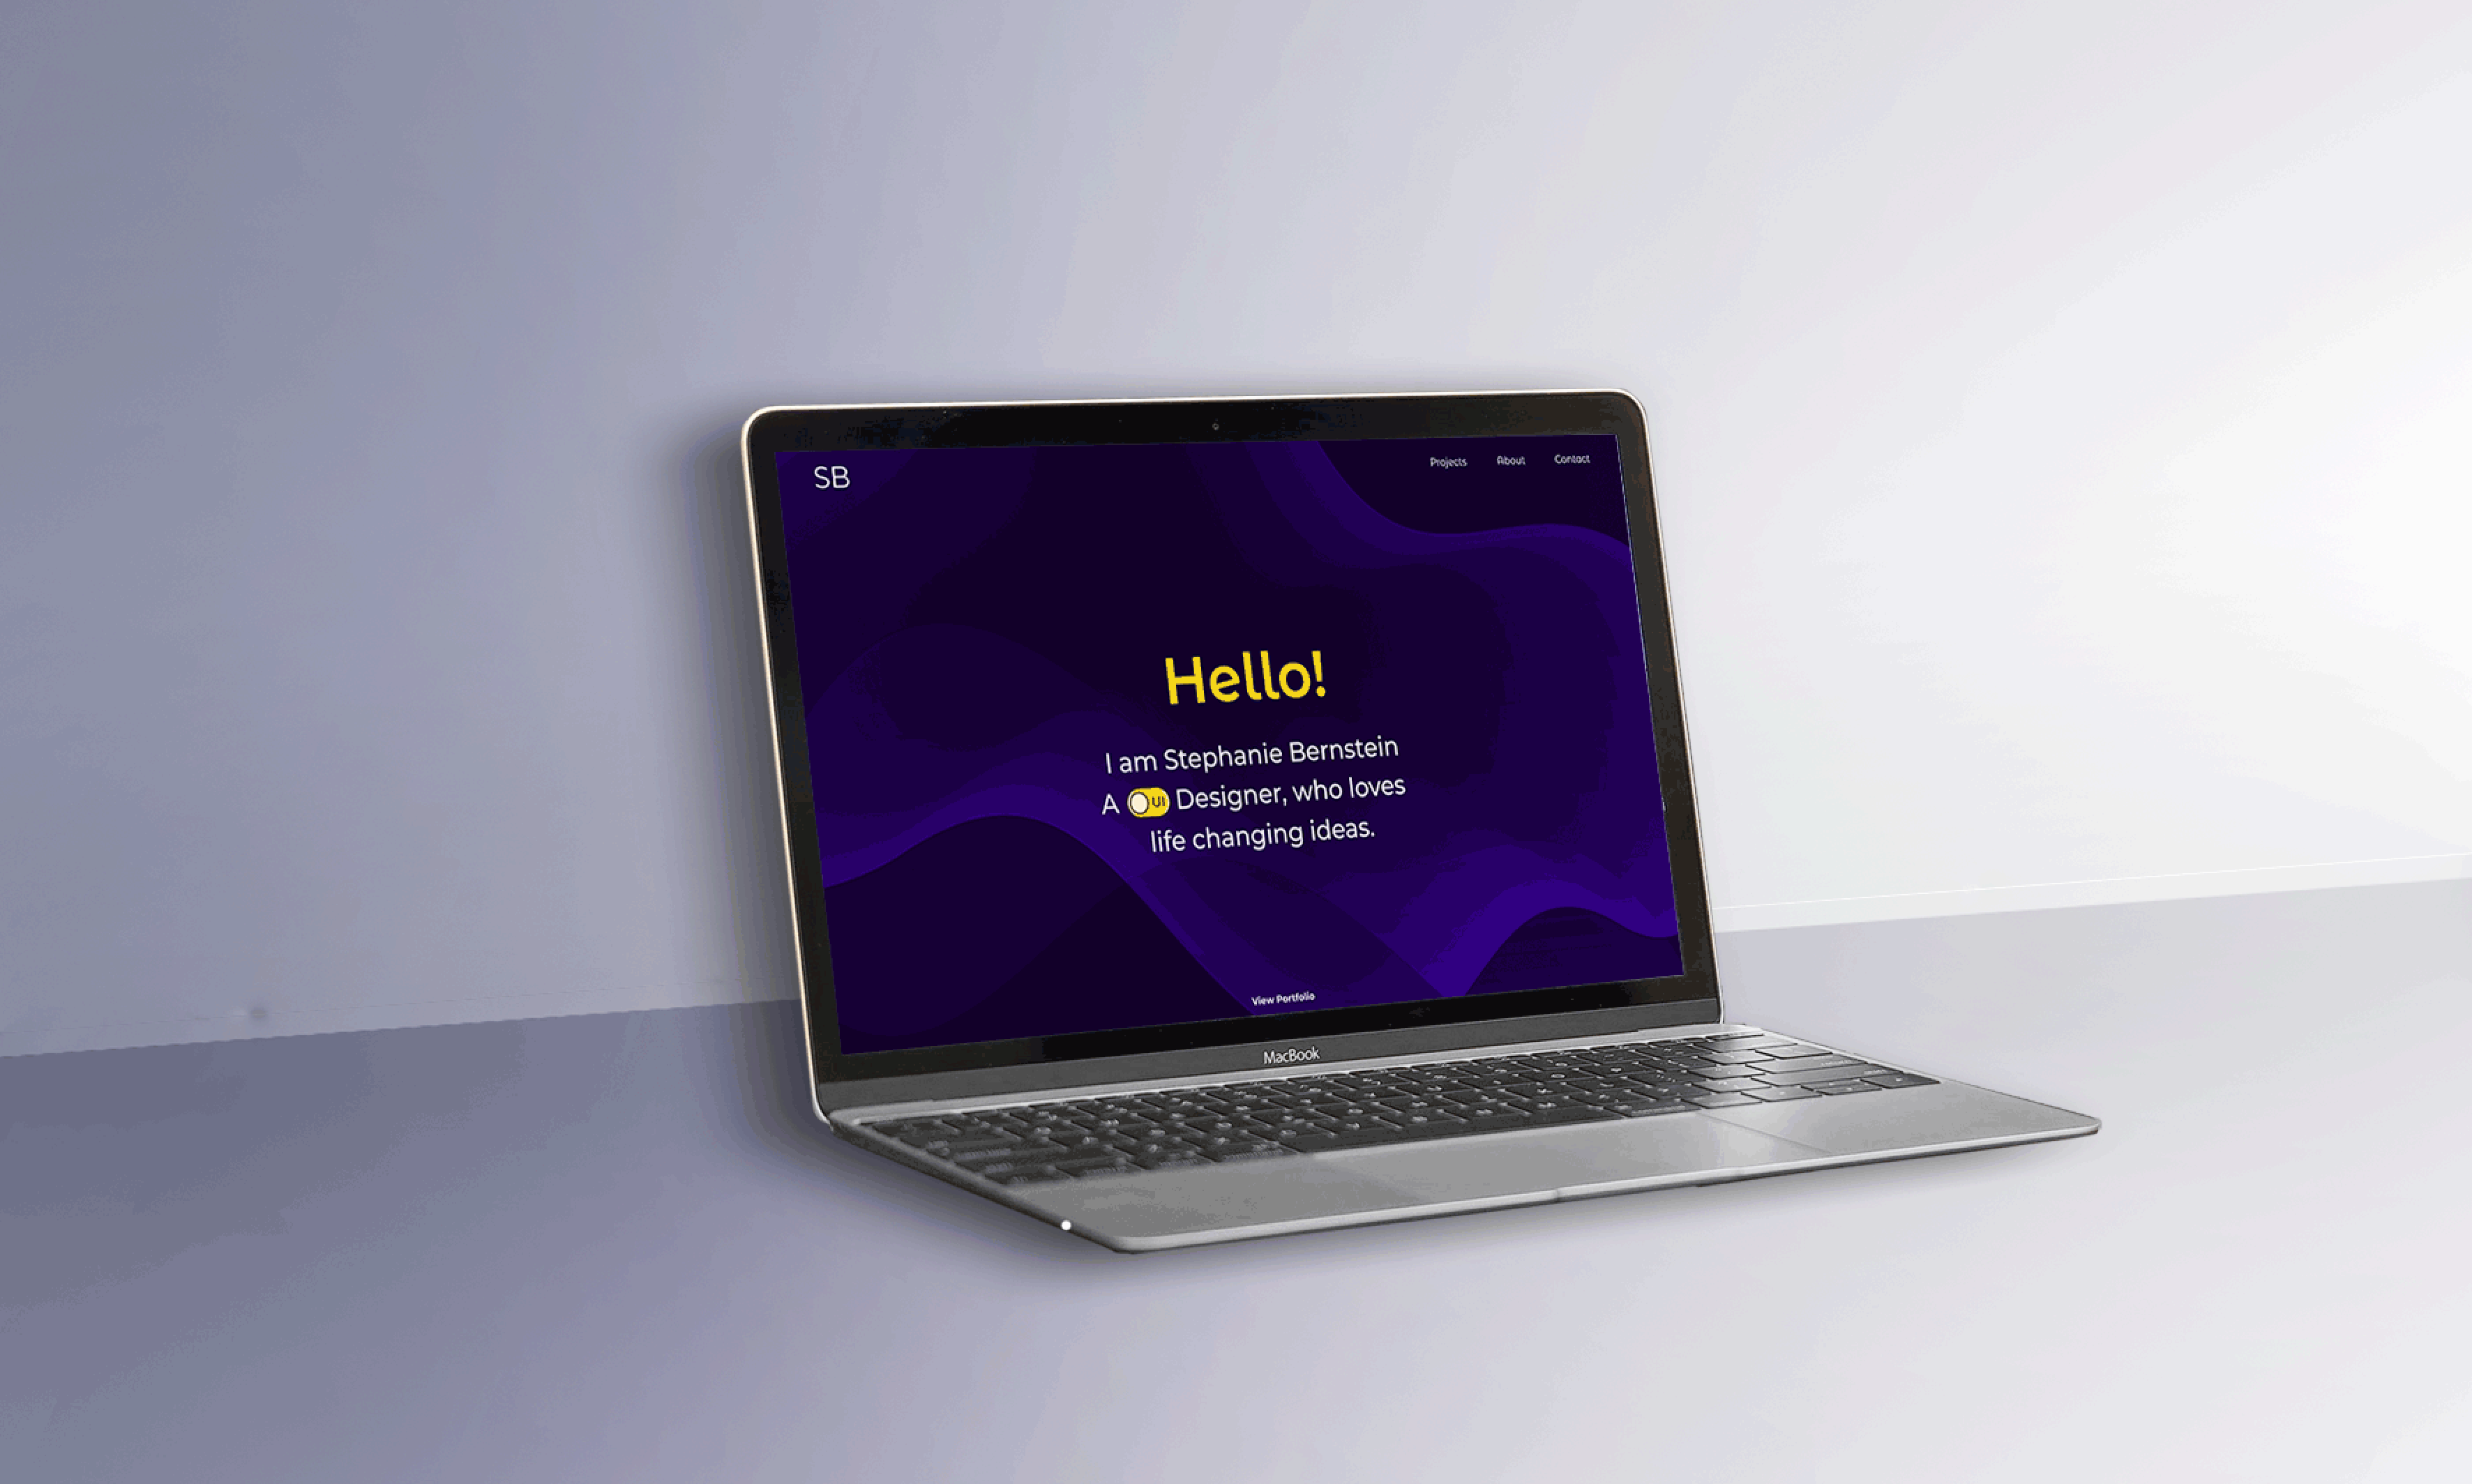 SB
Projects About Contact
Hello!
I am Stephanie Bernstein
A UI Designer, who loves
life changing ideas.
View Portfolio
MacBook